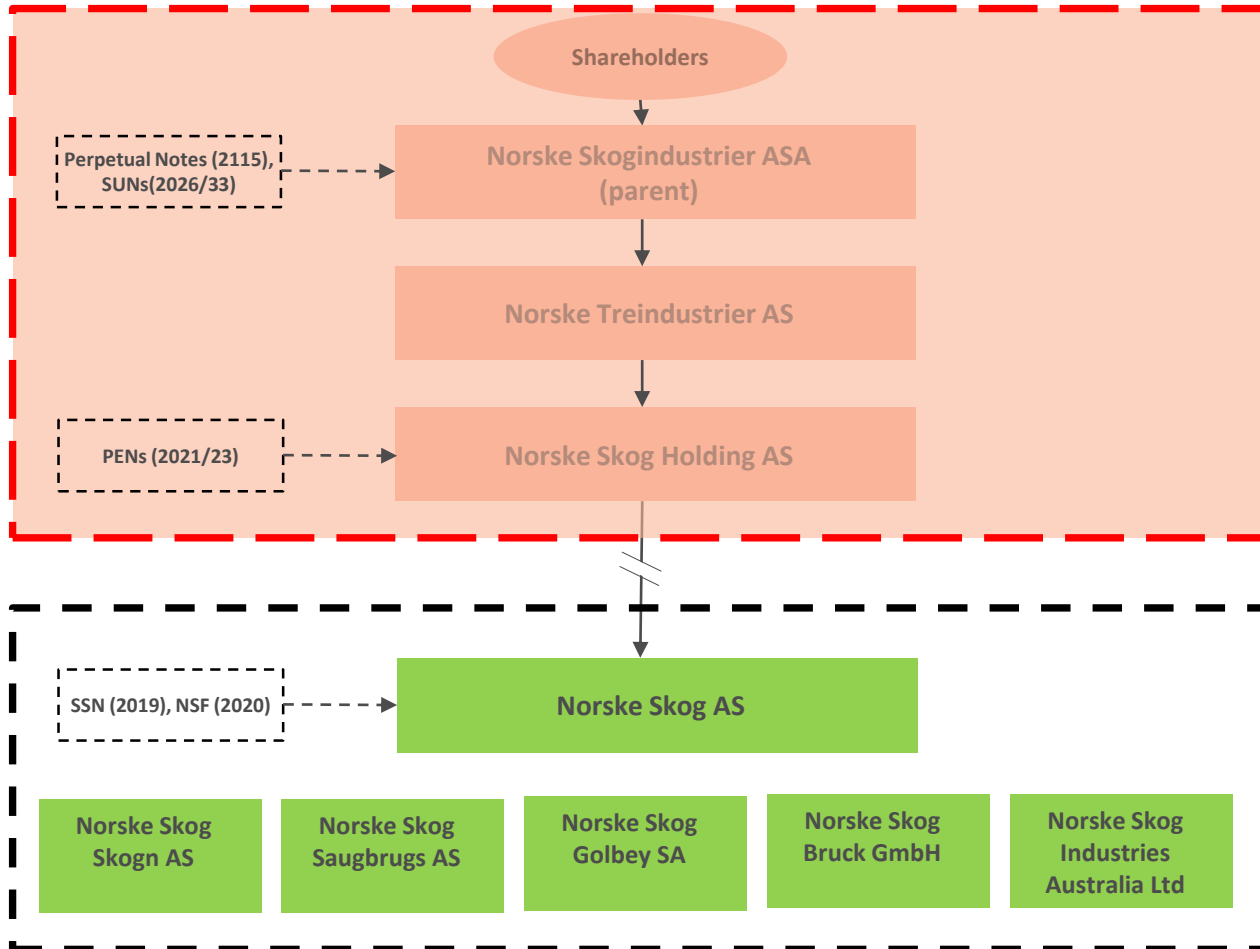 Shareholders
Perpetual Notes (2115),
SUNs(2026/33)
Norske Skogindustrier ASA
(parent)
Norske Treindustrier AS
PENs (2021/23)
Norske Skog Holding AS
SSN (2019), NSF (2020)
Norske Skog AS
Norske Skog
Skogn AS
Norske Skog
Saugbrugs AS
Norske Skog
Golbey SA
Norske Skog
Bruck GmbH
Norske Skog
Industries
Australia Ltd